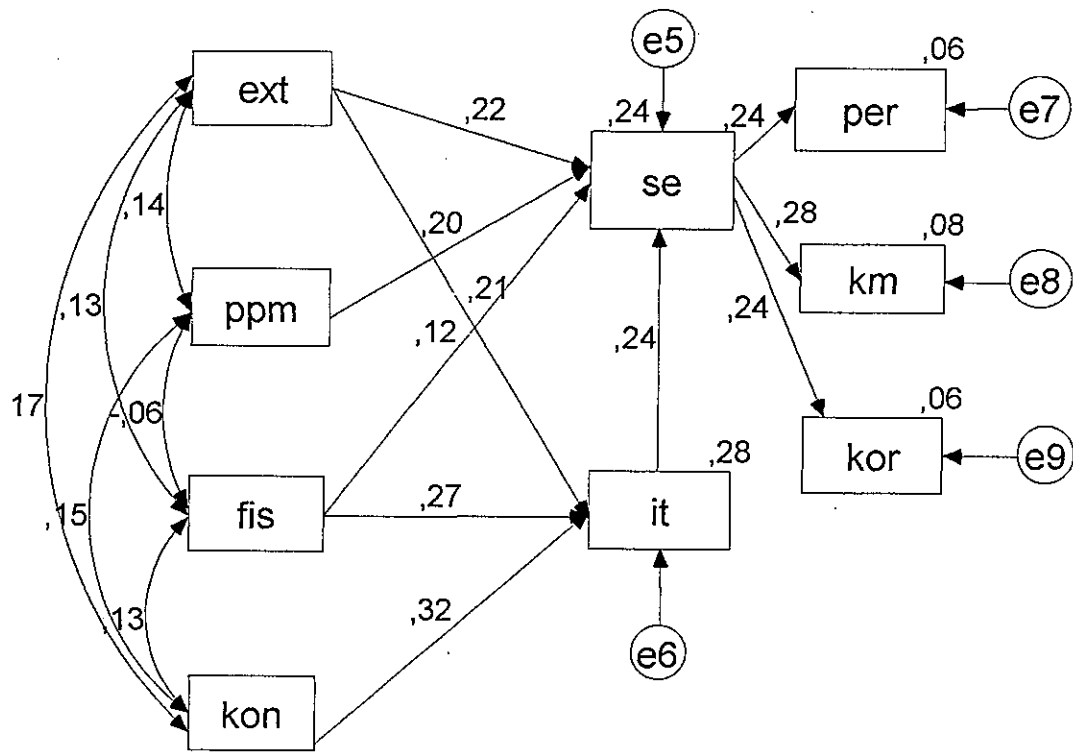 e5
,06
ext
,22
,24
,24
per
e7
se
,14
,20
,28
,08
km
e8
ppm
,13
,21
,12
,24
,24
17
-,06
,06
kor
e9
,28
fis
,27
it
,15
,13
,32
e6
kon